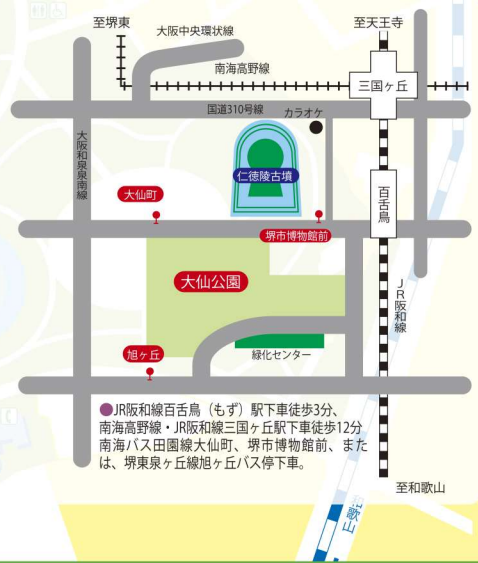 至堺東
大阪中央環状線
至天王寺
南海高野線
三国ヶ丘
国道310号線
カラオケ
大阪和泉泉南線
仁徳陵古墳
百舌鳥
大仙町
堺市博物館前
大仙公園
JR阪和線
旭ヶ丘
緑化センター
●JR阪和線百舌鳥（もず）駅下車徒歩3分、
南海高野線・JR阪和線三国ヶ丘駅下車徒歩12分
南海バス田園線大仙町、堺市博物館前、また
は、堺東泉ヶ丘線旭ヶ丘バス停下車。
至和歌山
和歌山